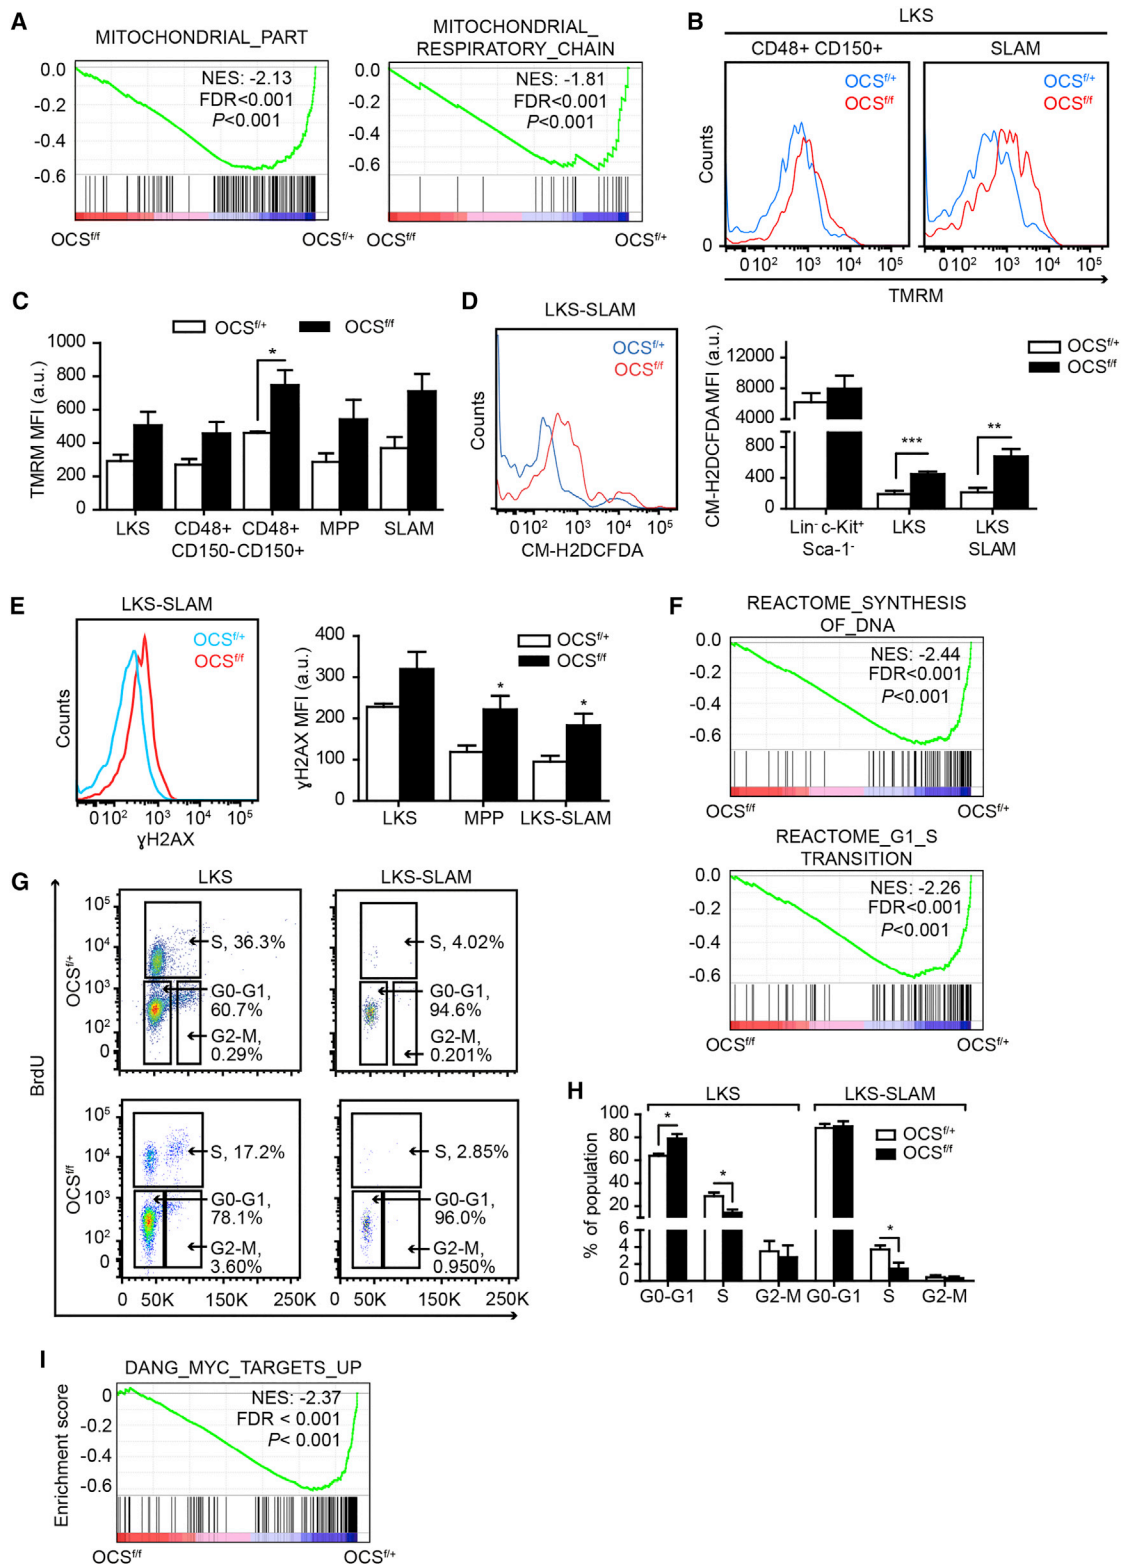 A
MITOCHONDRIAL_PART
0.0
-0.2
-0.4
-0.6
NES: -2.13
FDR<0.001
P<0.001
OCSf/f
OCSf/+
MITOCHONDRIAL_
RESPIRATORY_CHAIN
0.0
-0.2
-0.4
-0.6
NES: -1.81
FDR<0.001
P<0.001
OCSf/f
OCSf/+
B
LKS
CD48+ CD150+
SLAM
OCSf/+
OCSf/f
OCSf/+
OCSf/f
Counts
0
0 10² 10³ 10⁴ 10⁵
0 10² 10³ 10⁴ 10⁵
TMRM
C
OCSf/+
OCSf/f
TMRM MFI (a.u.)
1000
800
600
400
200
0
*
LKS
CD48+
CD150-
CD48+
CD150+
MPP
SLAM
D
LKS-SLAM
OCSf/+
OCSf/f
Counts
0 10² 10³ 10⁴ 10⁵
CM-H2DCFDA
CM-H2DCFDA MFI (a.u.)
12000
8000
4000
800
400
0
OCSf/+
OCSf/f
***
**
Lin⁻ c-Kit⁺
Sca-1⁻
LKS
LKS
SLAM
E
LKS-SLAM
OCSf/+
OCSf/f
Counts
0 10² 10³ 10⁴ 10⁵
ɣH2AX
ɣH2AX MFI (a.u.)
400
300
200
100
0
OCSf/+
OCSf/f
*
*
LKS
MPP
LKS-SLAM
F
REACTOME_SYNTHESIS
OF_DNA
0.0
-0.2
-0.4
-0.6
NES: -2.44
FDR<0.001
P<0.001
OCSf/f
OCSf/+
REACTOME_G1_S
TRANSITION
0.0
-0.2
-0.4
-0.6
NES: -2.26
FDR<0.001
P<0.001
OCSf/f
OCSf/+
G
LKS
LKS-SLAM
BrdU
OCSf/+
10⁵
10⁴
10³
10²
0
S, 36.3%
G0-G1,
60.7%
G2-M,
0.29%
S, 4.02%
G0-G1,
94.6%
G2-M,
0.201%
OCSf/f
10⁵
10⁴
10³
10²
0
S, 17.2%
G0-G1,
78.1%
G2-M,
3.60%
S, 2.85%
G0-G1,
96.0%
G2-M,
0.950%
0 50K 150K 250K
0 50K 150K 250K
H
LKS
LKS-SLAM
% of population
100
80
60
40
20
6
4
2
0
OCSf/+
OCSf/f
*
*
*
G0-G1
S
G2-M
G0-G1
S
G2-M
I
DANG_MYC_TARGETS_UP
Enrichment score
0
-0.2
-0.4
-0.6
NES: -2.37
FDR < 0.001
P< 0.001
OCSf/f
OCSf/+